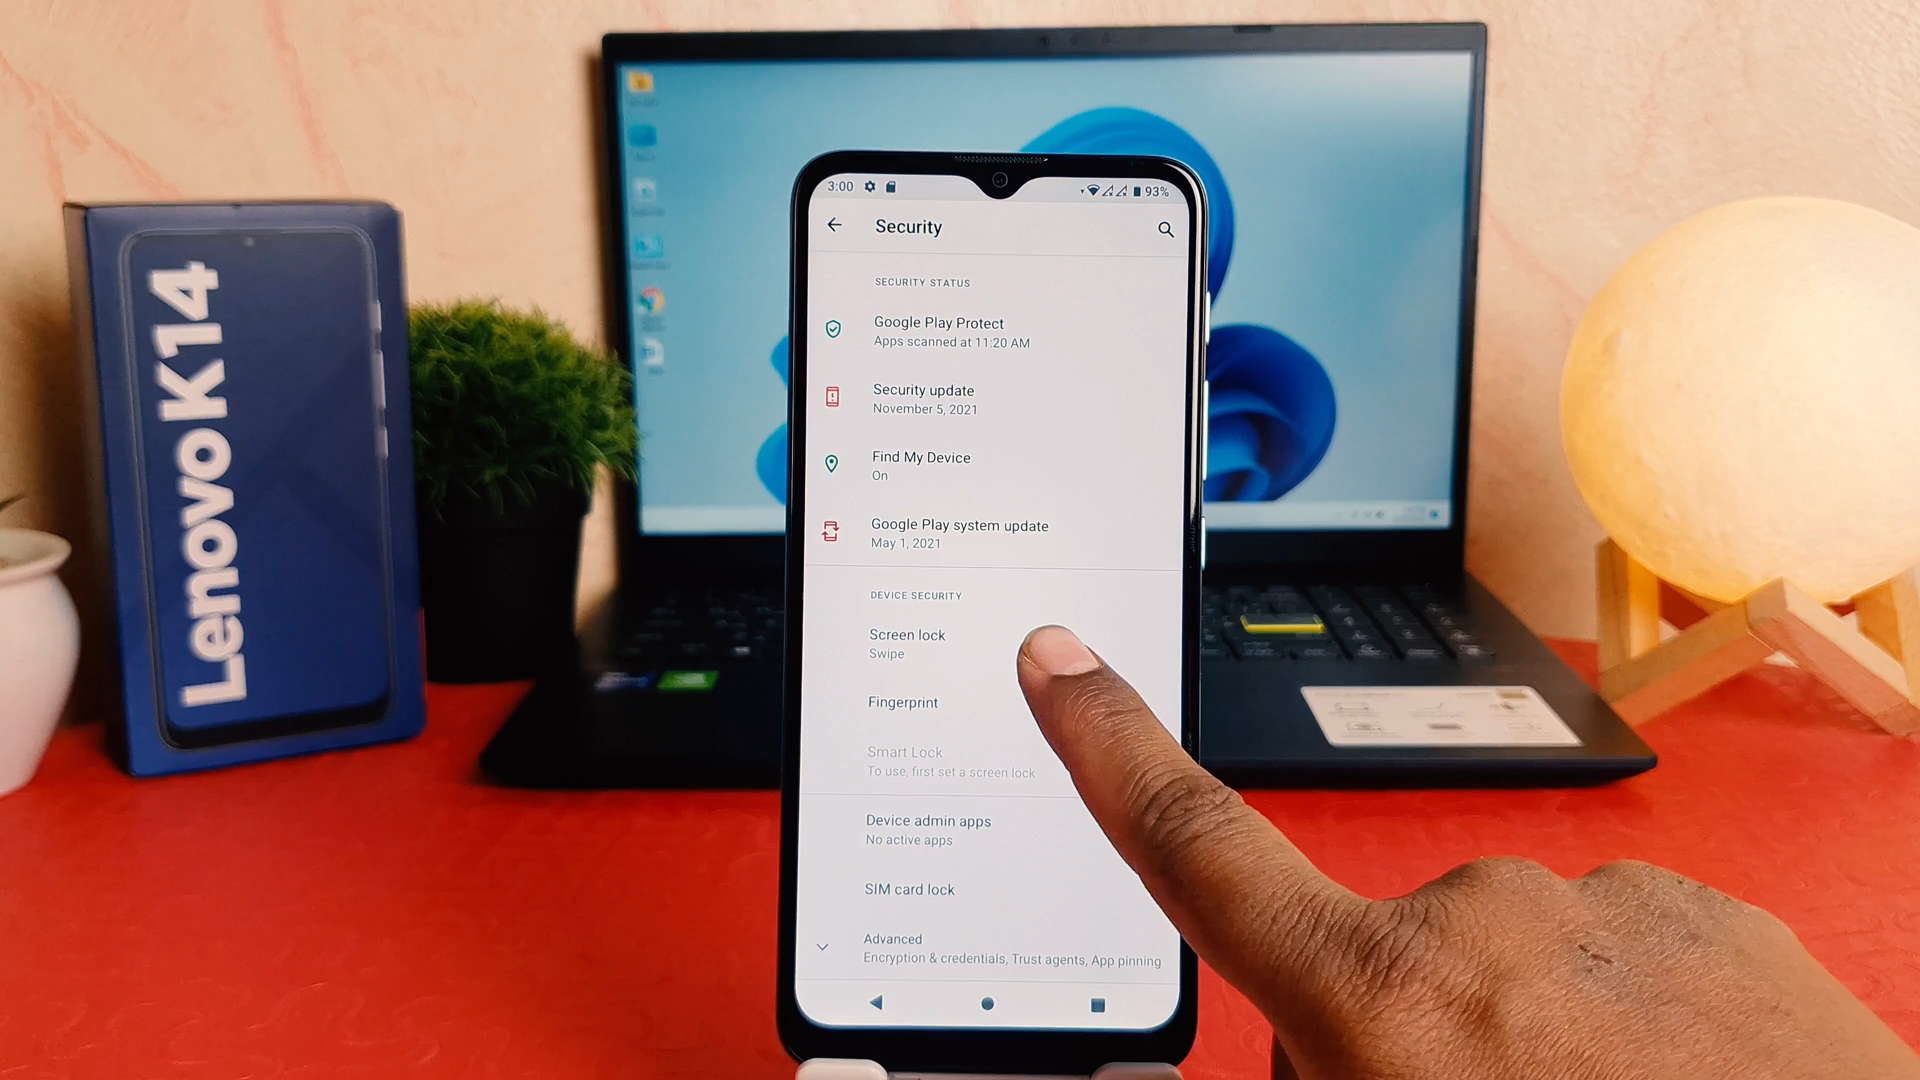 Lenovo K14
3:00
93%
Security
SECURITY STATUS
Google Play Protect
Apps scanned at 11:20 AM
Security update
November 5, 2021
Find My Device
On
Google Play system update
May 1, 2021
DEVICE SECURITY
Screen lock
Swipe
Fingerprint
Smart Lock
To use, first set a screen lock
Device admin apps
No active apps
SIM card lock
Advanced
Encryption & credentials, Trust agents, App pinning